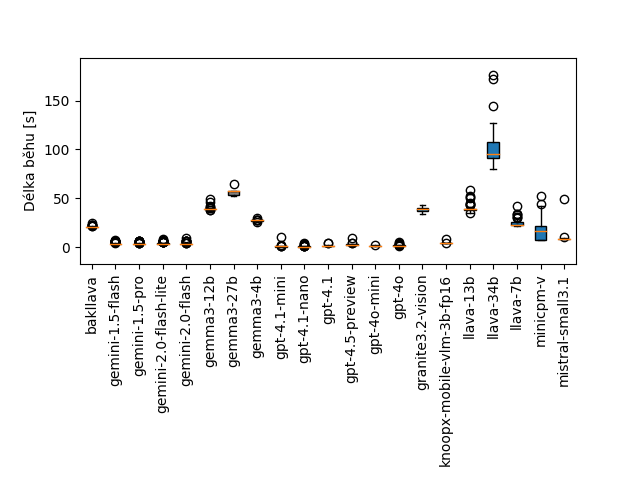 Délka běhu [s]
150
100
50
0
bakllava
gemini-1.5-flash
gemini-1.5-pro
gemini-2.0-flash-lite
gemini-2.0-flash
gemma3-12b
gemma3-27b
gemma3-4b
gpt-4.1-mini
gpt-4.1-nano
gpt-4.1
gpt-4.5-preview
gpt-4o-mini
gpt-4o
granite3.2-vision
knoopx-mobile-vlm-3b-fp16
llava-13b
llava-34b
llava-7b
minicpm-v
mistral-small3.1